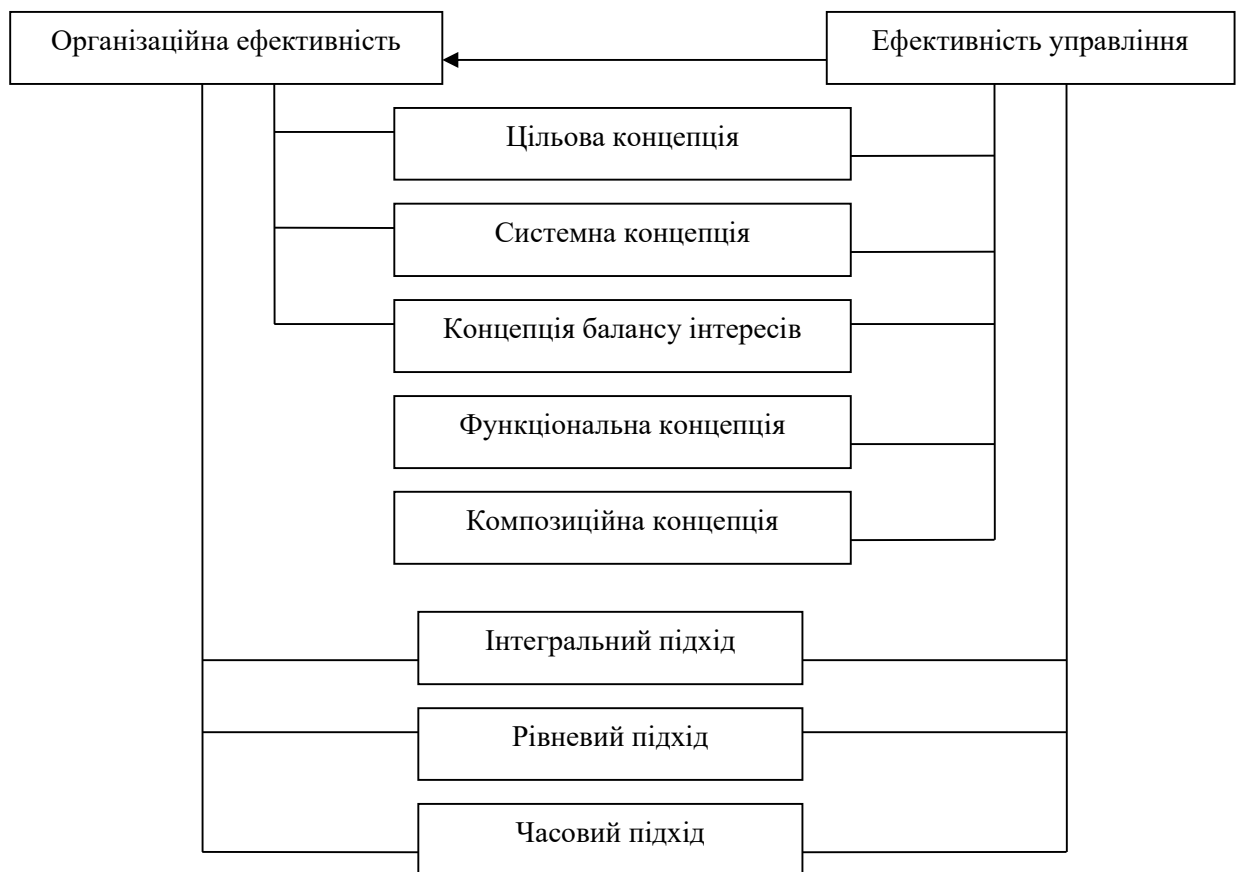 Організаційна ефективність
Ефективність управління
Цільова концепція
Системна концепція
Концепція балансу інтересів
Функціональна концепція
Композиційна концепція
Інтегральний підхід
Рівневий підхід
Часовий підхід